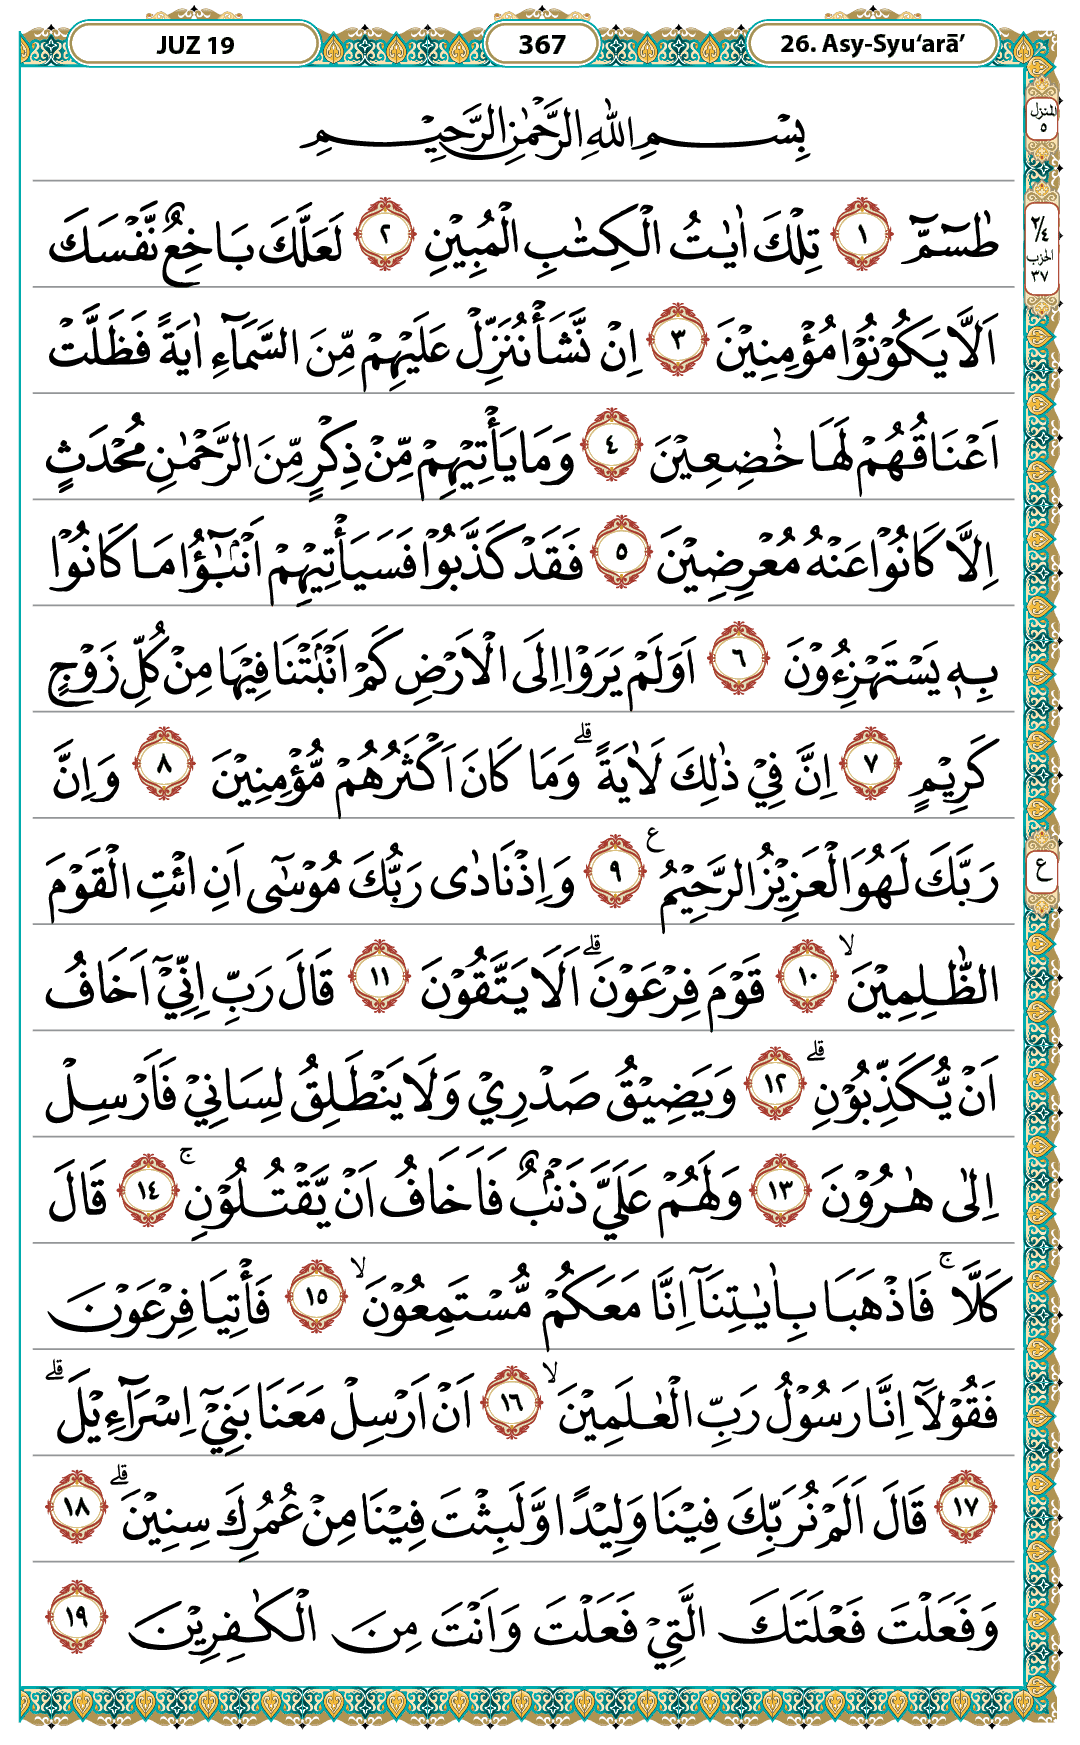 JUZ 19
367
26. Asy-Syu‘arā’
المنزل
٥
٢/٤
الحزب
٣٧
ع
بِسْمِ اللّٰهِ الرَّحْمٰنِ الرَّحِيْمِ
طٰسۤمّۤ ١ تِلْكَ اٰيٰتُ الْكِتٰبِ الْمُبِيْنِ ٢ لَعَلَّكَ بَاخِعٌ نَّفْسَكَ
اَلَّا يَكُوْنُوْا مُؤْمِنِيْنَ ٣ اِنْ نَّشَأْ نُنَزِّلْ عَلَيْهِمْ مِّنَ السَّمَاۤءِ اٰيَةً فَظَلَّتْ
اَعْنَاقُهُمْ لَهَا خٰضِعِيْنَ ٤ وَمَا يَأْتِيْهِمْ مِّنْ ذِكْرٍ مِّنَ الرَّحْمٰنِ مُحْدَثٍ
اِلَّا كَانُوْا عَنْهُ مُعْرِضِيْنَ ٥ فَقَدْ كَذَّبُوْا فَسَيَأْتِيْهِمْ اَنْۢبٰۤؤُا مَا كَانُوْا
بِهٖ يَسْتَهْزِءُوْنَ ٦ اَوَلَمْ يَرَوْا اِلَى الْاَرْضِ كَمْ اَنْۢبَتْنَا فِيْهَا مِنْ كُلِّ زَوْجٍ
كَرِيْمٍ ٧ اِنَّ فِيْ ذٰلِكَ لَاٰيَةًۗ وَمَا كَانَ اَكْثَرُهُمْ مُّؤْمِنِيْنَ ٨ وَاِنَّ
رَبَّكَ لَهُوَ الْعَزِيْزُ الرَّحِيْمُ ࣖ ٩ وَاِذْ نَادٰى رَبُّكَ مُوْسٰٓى اَنِ ائْتِ الْقَوْمَ
الظّٰلِمِيْنَۙ ١٠ قَوْمَ فِرْعَوْنَۗ اَلَا يَتَّقُوْنَ ١١ قَالَ رَبِّ اِنِّيْٓ اَخَافُ
اَنْ يُّكَذِّبُوْنِۗ ١٢ وَيَضِيْقُ صَدْرِيْ وَلَا يَنْطَلِقُ لِسَانِيْ فَاَرْسِلْ
اِلٰى هٰرُوْنَ ١٣ وَلَهُمْ عَلَيَّ ذَنْۢبٌ فَاَخَافُ اَنْ يَّقْتُلُوْنِۚ ١٤ قَالَ
كَلَّاۚ فَاذْهَبَا بِاٰيٰتِنَآ اِنَّا مَعَكُمْ مُّسْتَمِعُوْنَۙ ١٥ فَأْتِيَا فِرْعَوْنَ
فَقُوْلَآ اِنَّا رَسُوْلُ رَبِّ الْعٰلَمِيْنَۙ ١٦ اَنْ اَرْسِلْ مَعَنَا بَنِيْٓ اِسْرَاۤءِيْلَۗ
١٧ قَالَ اَلَمْ نُرَبِّكَ فِيْنَا وَلِيْدًا وَّلَبِثْتَ فِيْنَا مِنْ عُمُرِكَ سِنِيْنَۗ ١٨
وَفَعَلْتَ فَعْلَتَكَ الَّتِيْ فَعَلْتَ وَاَنْتَ مِنَ الْكٰفِرِيْنَ ١٩